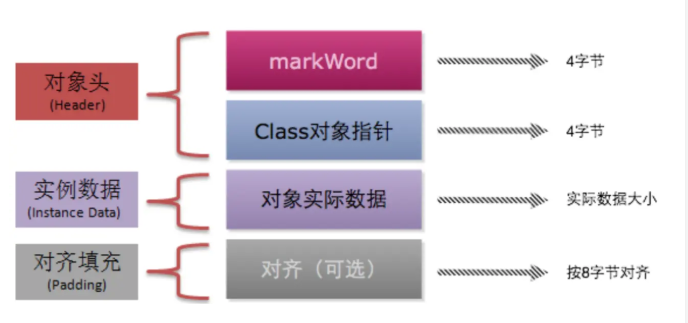 对象头
(Header)
markWord
4字节
Class对象指针
4字节
实例数据
(Instance Data)
对象实际数据
实际数据大小
对齐填充
(Padding)
对齐（可选）
按8字节对齐